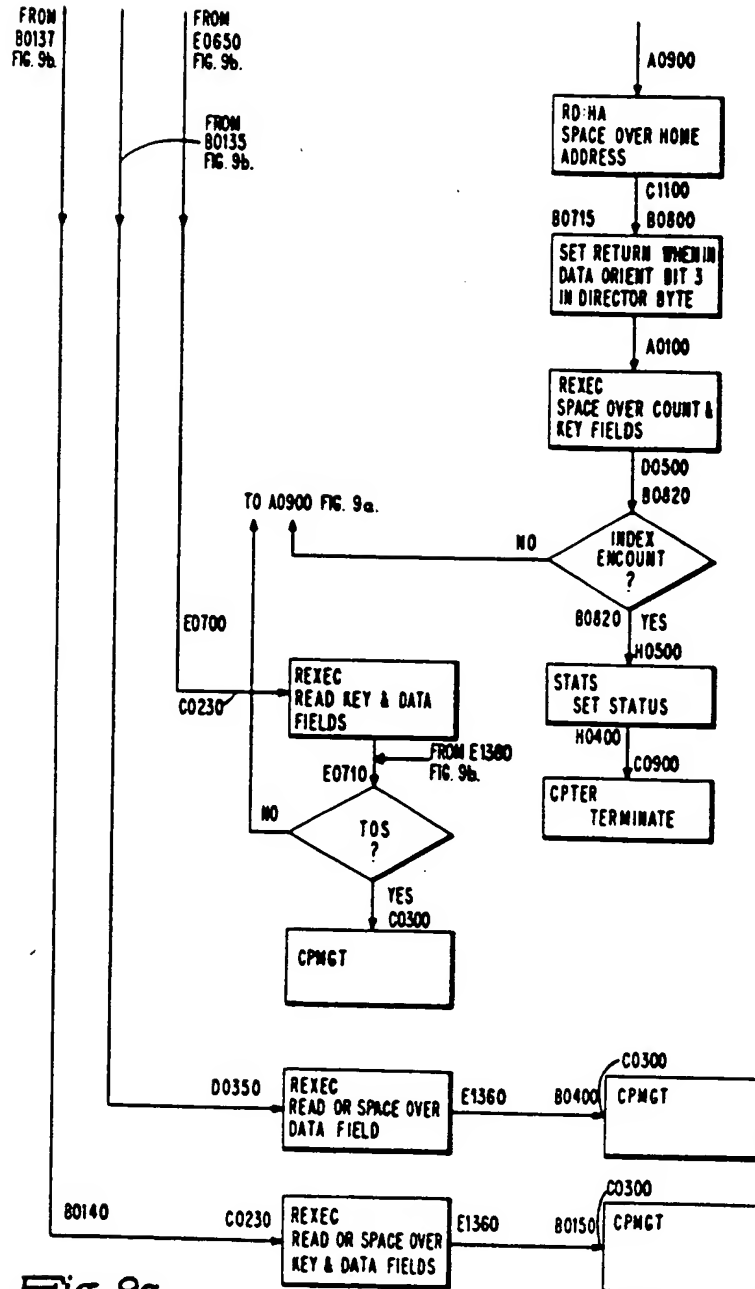 FROM
B0137
FIG. 9b.
FROM
E0650
FIG. 9b.
FROM
B0135
FIG. 9b.
A0900
RD:HA
SPACE OVER HOME
ADDRESS
C1100
B0715 B0800
SET RETURN WHEN IN
DATA ORIENT BIT 3
IN DIRECTOR BYTE
A0100
REXEC
SPACE OVER COUNT &
KEY FIELDS
D0500
B0820
TO A0900 FIG. 9a.
NO
INDEX
ENCOUNT
?
B0820 YES
H0500
STATS
SET STATUS
H0400
C0900
CPTER
TERMINATE
E0700
C0230
REXEC
READ KEY & DATA
FIELDS
FROM E1380
FIG. 9b.
E0710
NO
TOS
?
YES
C0300
CPMGT
D0350
REXEC
READ OR SPACE OVER
DATA FIELD
E1360
B0400
C0300
CPMGT
B0140
C0230
REXEC
READ OR SPACE OVER
KEY & DATA FIELDS
E1360
B0150
C0300
CPMGT